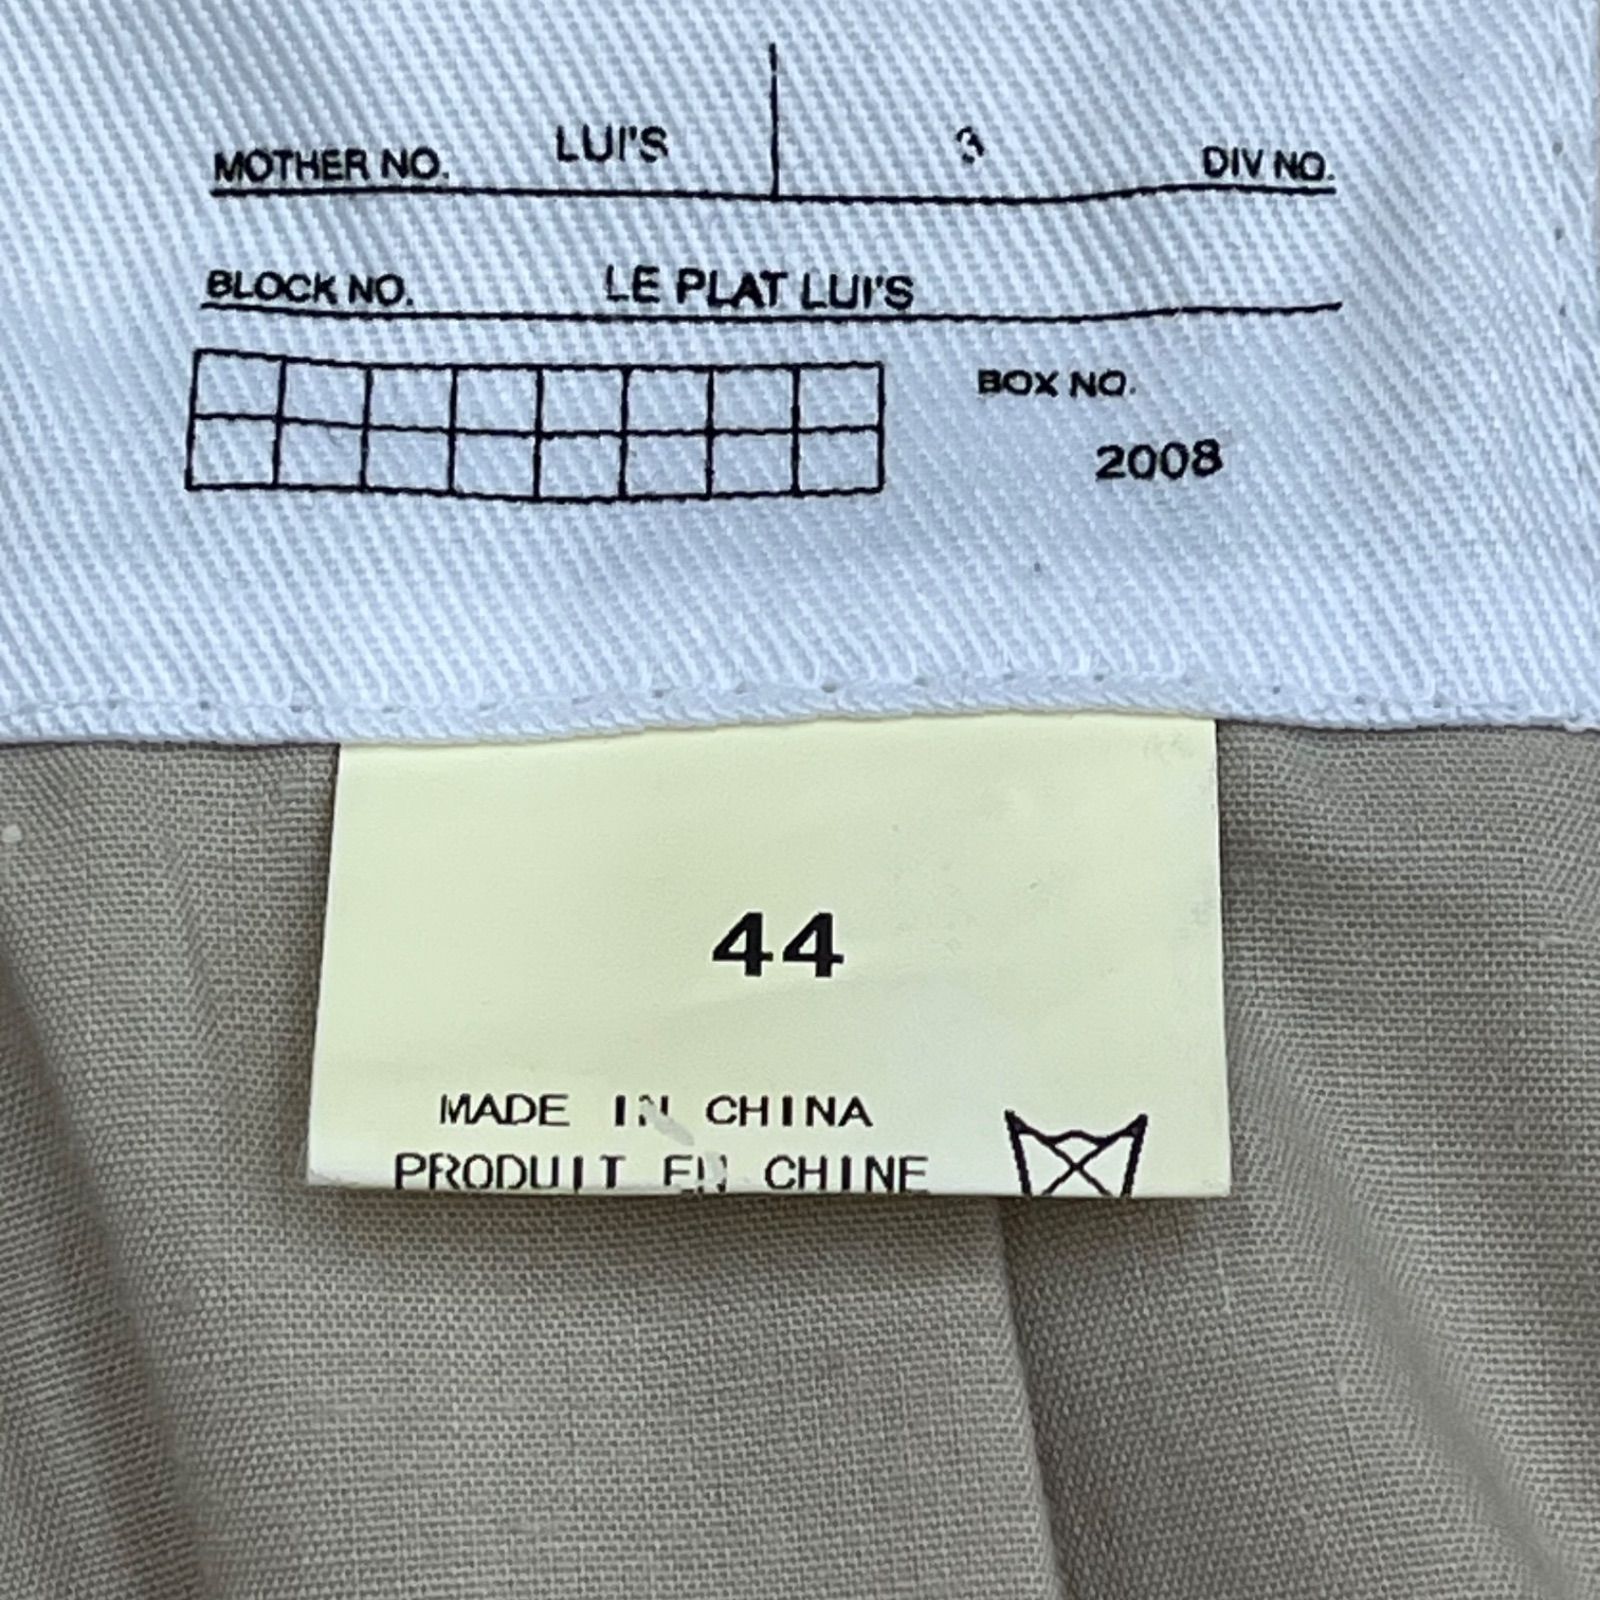 MOTHER NO. LUI'S 3 DIV NO.
BLOCK NO. LE PLAT LUI'S
BOX NO.
2008
44
MADE IN CHINA
PRODUIT EN CHINE